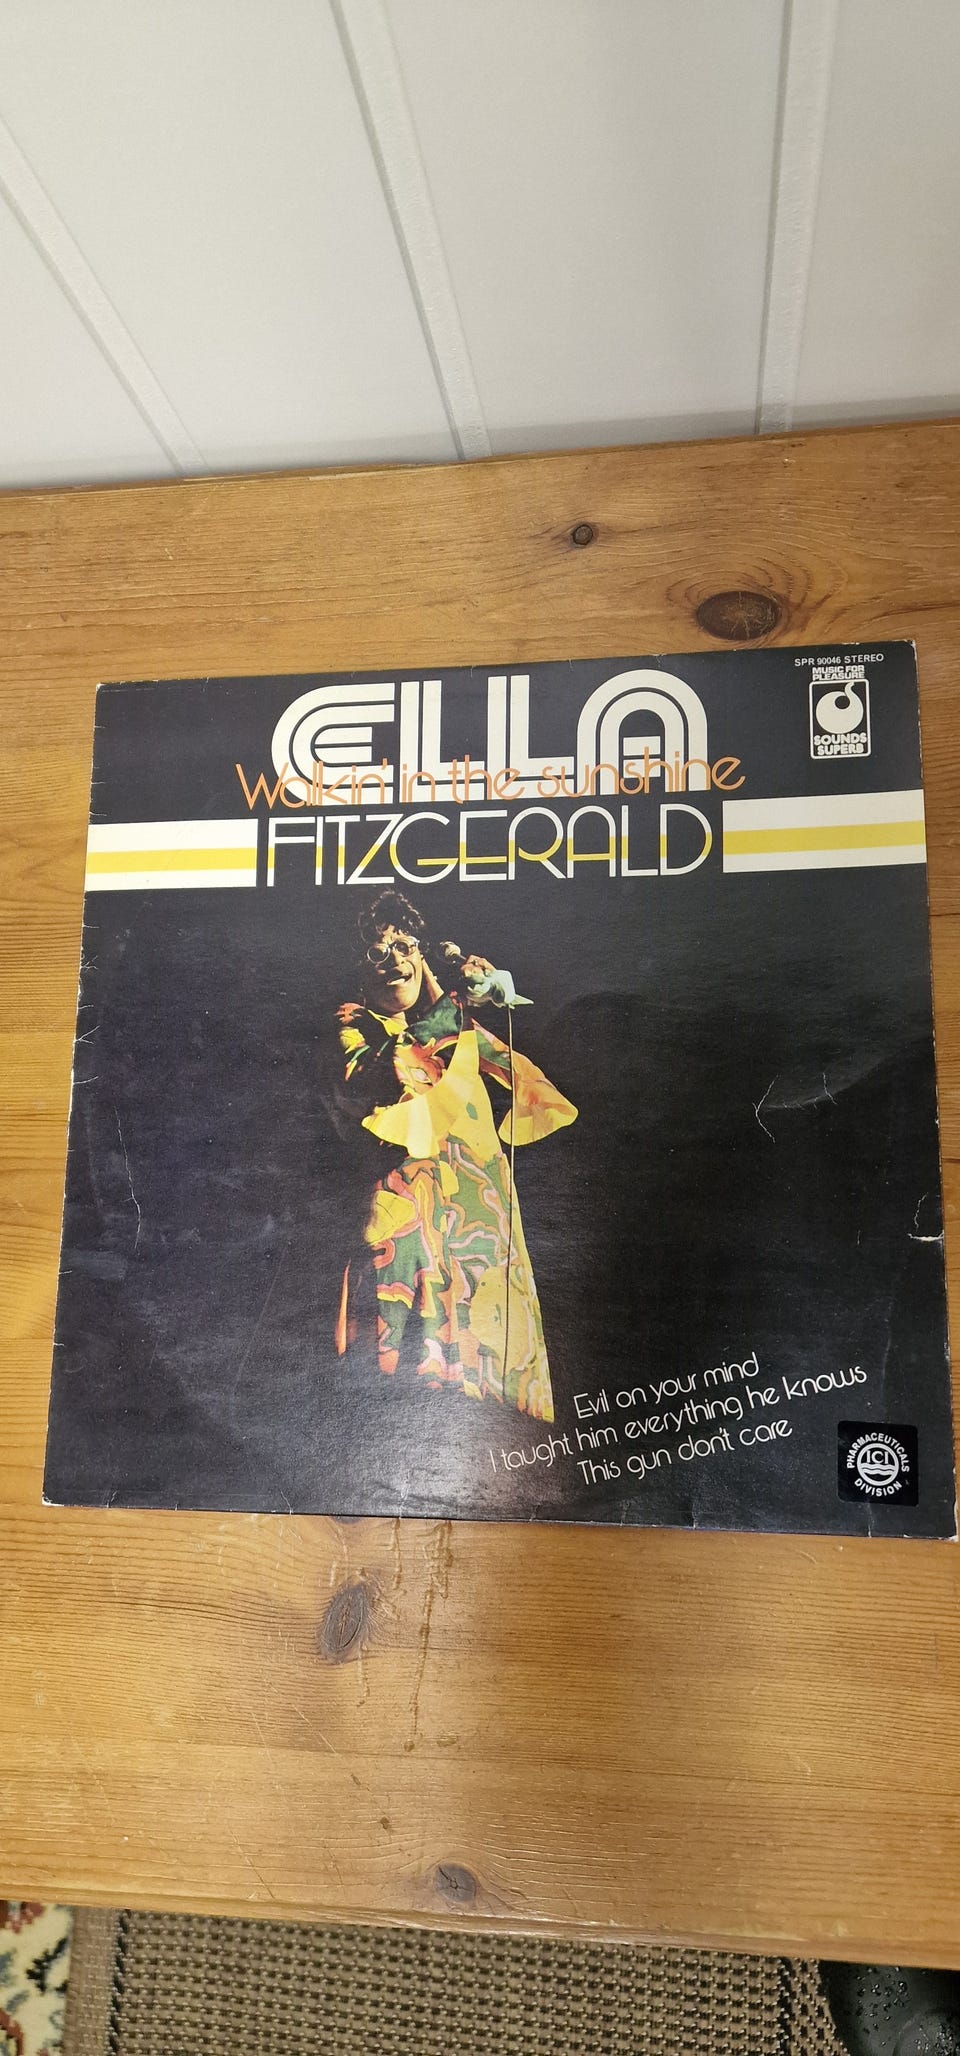 SPR 90046 STEREO
MUSIC FOR
PLEASURE
SOUNDS
SUPERB
ELLA
Walkin' in the sunshine
FITZGERALD
Evil on your mind
I taught him everything he knows
This gun don't care
PHARMACEUTICALS
ICI
DIVISION